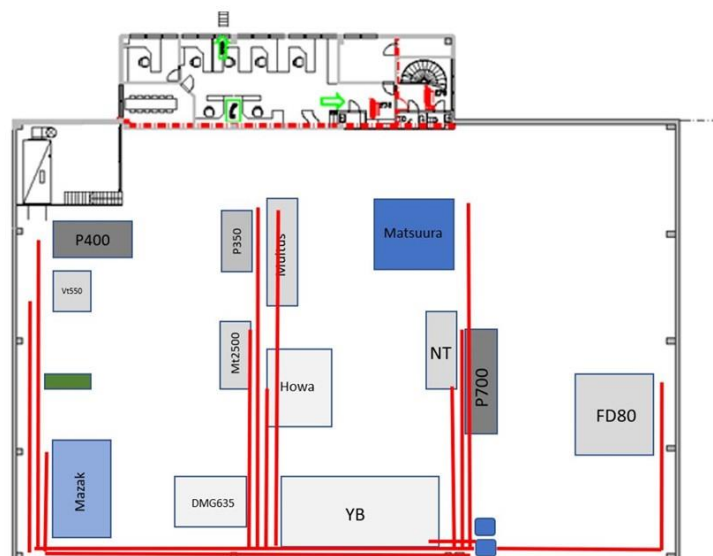 P400
P350
Multus
Matsuura
Vt550
Mt2500
NT
Howa
P700
FD80
Mazak
DMG635
YB